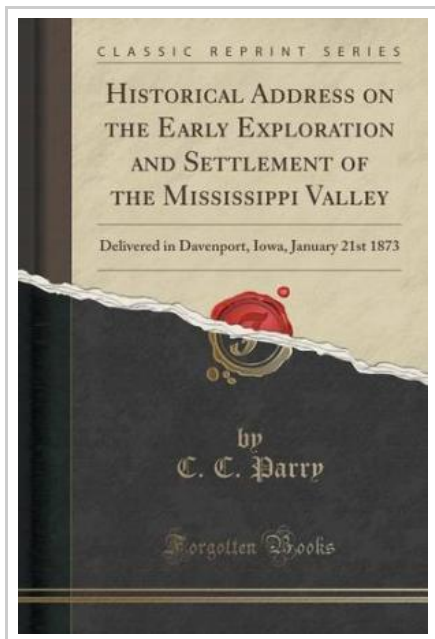 CLASSIC REPRINT SERIES
HISTORICAL ADDRESS ON
THE EARLY EXPLORATION
AND SETTLEMENT OF
THE MISSISSIPPI VALLEY
Delivered in Davenport, Iowa, January 21st 1873
by
C. C. Parry
Forgotten Books